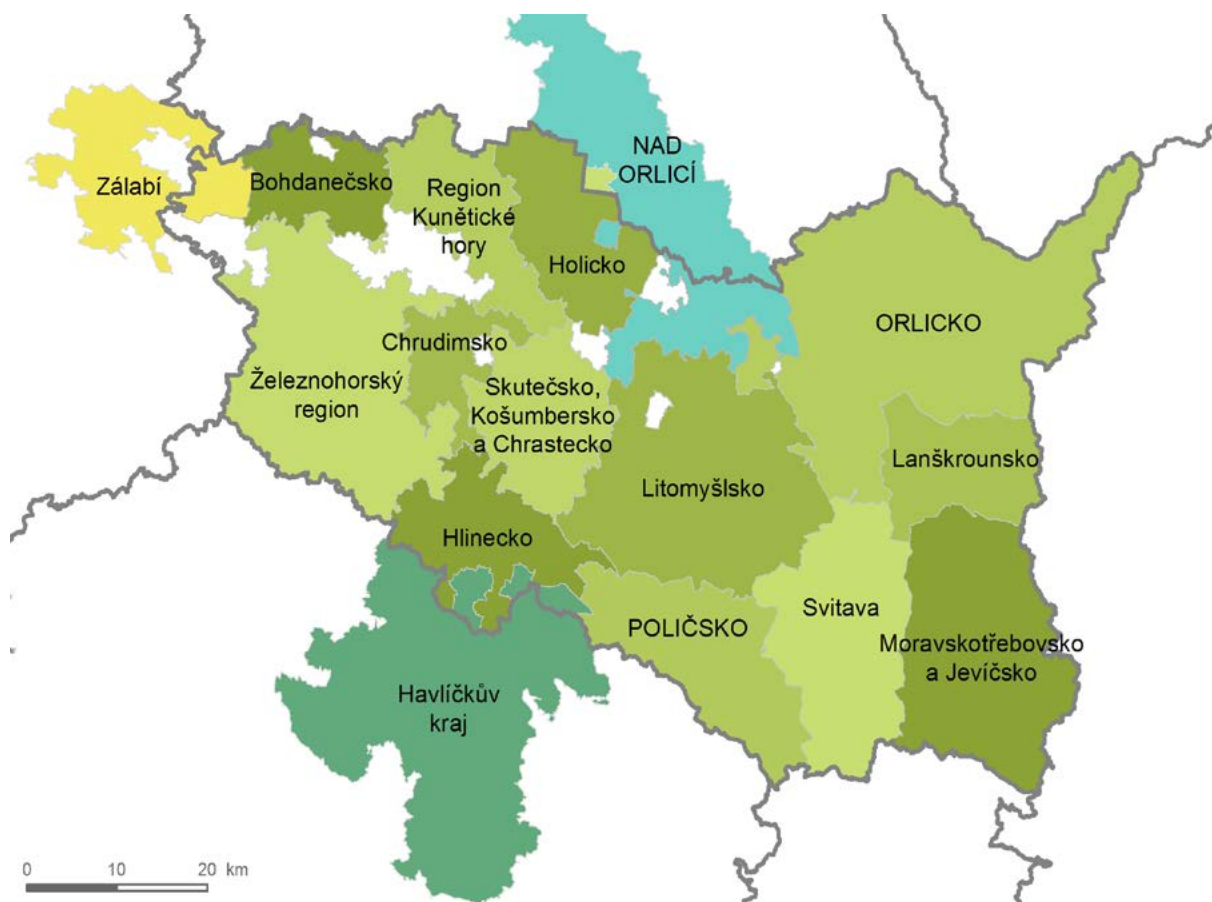 NAD
ORLICÍ
Zálabí
Bohdanečsko
Region
Kunětické
hory
Holicko
ORLICKO
Chrudimsko
Železnohorský
region
Skutečsko,
Košumbersko
a Chrastecko
Lanškrounsko
Litomyšlsko
Hlinecko
Svitava
POLIČSKO
Moravskotřebovsko
a Jevíčsko
Havlíčkův
kraj
0 10 20 km